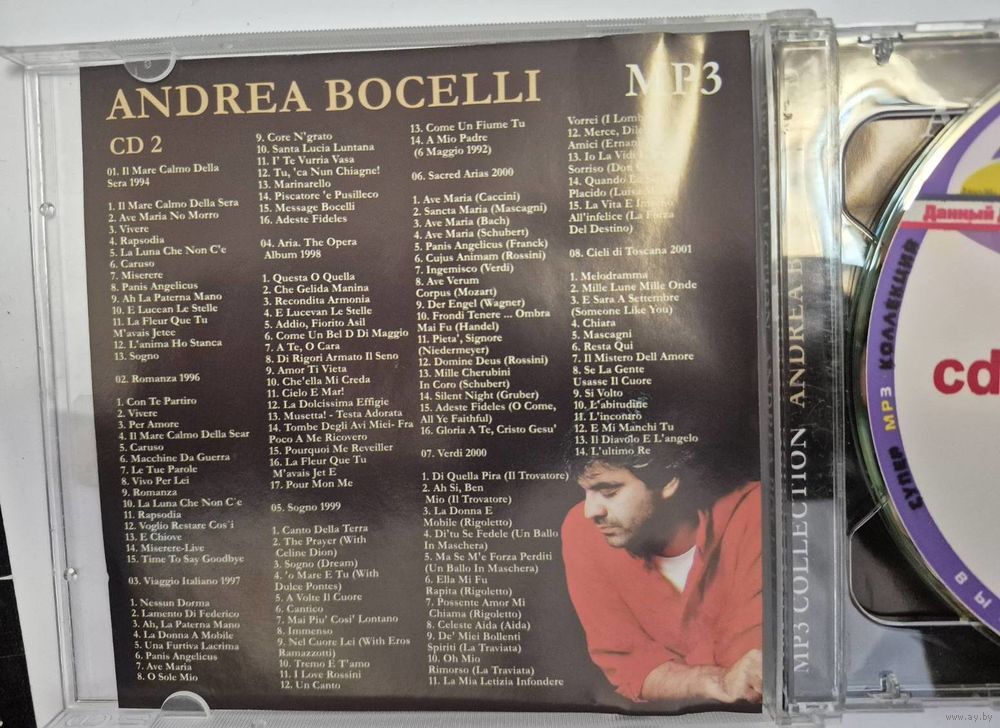 ANDREA BOCELLI
MP3
CD 2
01. Il Mare Calmo Della
Sera 1994
1. Il Mare Calmo Della Sera
2. Ave Maria No Morro
3. Vivere
4. Rapsodia
5. La Luna Che Non C'e
6. Caruso
7. Miserere
8. Panis Angelicus
9. Ah La Paterna Mano
10. E Lucean Le Stelle
11. La Fleur Que Tu
M'avais Jetee
12. L'anima Ho Stanca
13. Sogno
02. Romanza 1996
1. Con Te Partiro
2. Vivere
3. Per Amore
4. Il Mare Calmo Della Sear
5. Caruso
6. Macchine Da Guerra
7. Le Tue Parole
8. Vivo Per Lei
9. Romanza
10. La Luna Che Non C'e
11. Rapsodia
12. Voglio Restare Cos`i
13. E Chiove
14. Miserere-Live
15. Time To Say Goodbye
03. Viaggio Italiano 1997
1. Nessun Dorma
2. Lamento Di Federico
3. Ah, La Paterna Mano
4. La Donna A Mobile
5. Una Furtiva Lacrima
6. Panis Angelicus
7. Ave Maria
8. O Sole Mio
9. Core N'grato
10. Santa Lucia Luntana
11. I' Te Vurria Vasa
12. Tu, 'ca Nun Chiagne!
13. Marinarello
14. Piscatore 'e Pusilleco
15. Message Bocelli
16. Adeste Fideles
04. Aria. The Opera
Album 1998
1. Questa O Quella
2. Che Gelida Manina
3. Recondita Armonia
4. E Lucevan Le Stelle
5. Addio, Fiorito Asil
6. Come Un Bel D Di Maggio
7. A Te, O Cara
8. Di Rigori Armato Il Seno
9. Amor Ti Vieta
10. Che'ella Mi Creda
11. Cielo E Mar!
12. La Dolcissima Effigie
13. Musetta! - Testa Adorata
14. Tombe Degli Avi Miei- Fra
Poco A Me Ricovero
15. Pourquoi Me Reveiller
16. La Fleur Que Tu
M'avais Jet E
17. Pour Mon Me
05. Sogno 1999
1. Canto Della Terra
2. The Prayer (With
Celine Dion)
3. Sogno (Dream)
4. 'o Mare E Tu (With
Dulce Pontes)
5. A Volte Il Cuore
6. Cantico
7. Mai Piu' Cosi' Lontano
8. Immenso
9. Nel Cuore Lei (With Eros
Ramazzotti)
10. Tremo E T'amo
11. I Love Rossini
12. Un Canto
13. Come Un Fiume Tu
14. A Mio Padre
(6 Maggio 1992)
06. Sacred Arias 2000
1. Ave Maria (Caccini)
2. Sancta Maria (Mascagni)
3. Ave Maria (Bach)
4. Ave Maria (Schubert)
5. Panis Angelicus (Franck)
6. Cujus Animam (Rossini)
7. Ingemisco (Verdi)
8. Ave Verum
Corpus (Mozart)
9. Der Engel (Wagner)
10. Frondi Tenere ... Ombra
Mai Fu (Handel)
11. Pieta', Signore
(Niedermeyer)
12. Domine Deus (Rossini)
13. Mille Cherubini
In Coro (Schubert)
14. Silent Night (Gruber)
15. Adeste Fideles (O Come,
All Ye Faithful)
16. Gloria A Te, Cristo Gesu'
07. Verdi 2000
1. Di Quella Pira (Il Trovatore)
2. Ah Si, Ben
Mio (Il Trovatore)
3. La Donna E
Mobile (Rigoletto)
4. Di'tu Se Fedele (Un Ballo
In Maschera)
5. Ma Se M'e Forza Perditi
(Un Ballo In Maschera)
6. Ella Mi Fu
Rapita (Rigoletto)
7. Possente Amor Mi
Chiama (Rigoletto)
8. Celeste Aida (Aida)
9. De' Miei Bollenti
Spiriti (La Traviata)
10. Oh Mio
Rimorso (La Traviata)
11. La Mia Letizia Infondere
Vorrei (I Lomb
12. Merce, Dile
Amici (Ernan
13. Io La Vidi
Sorriso (Don
14. Quando
Placido (Luisa
15. La Vita E
All'infelice (La Forza
Del Destino)
08. Cieli di Toscana 2001
1. Melodramma
2. Mille Lune Mille Onde
3. E Sara A Settembre
(Someone Like You)
4. Chiara
5. Mascagni
6. Resta Qui
7. Il Mistero Dell Amore
8. Se La Gente
Usasse Il Cuore
9. Si Volto
10. L'abitudine
11. L'incontro
12. E Mi Manchi Tu
13. Il Diavolo E L'angelo
14. L'ultimo Re
MP3 COLLECTION ANDREA B
Данный
СУПЕР MP3 КОЛЛЕКЦИЯ
cd
www.ay.by